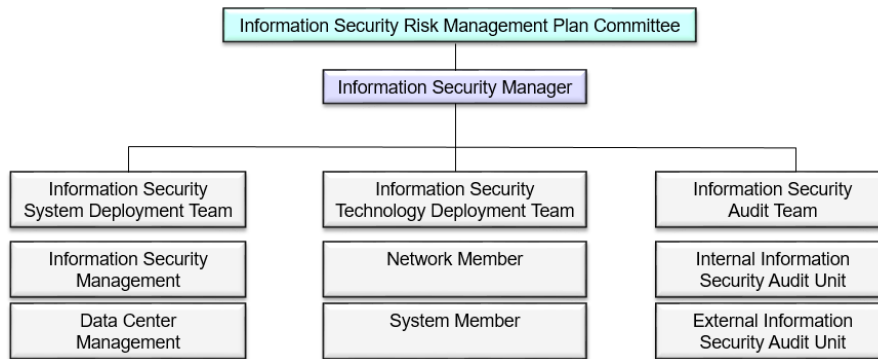 Information Security Risk Management Plan Committee
Information Security Manager
Information Security
System Deployment Team
Information Security
Technology Deployment Team
Information Security
Audit Team
Information Security
Management
Network Member
Internal Information
Security Audit Unit
Data Center
Management
System Member
External Information
Security Audit Unit